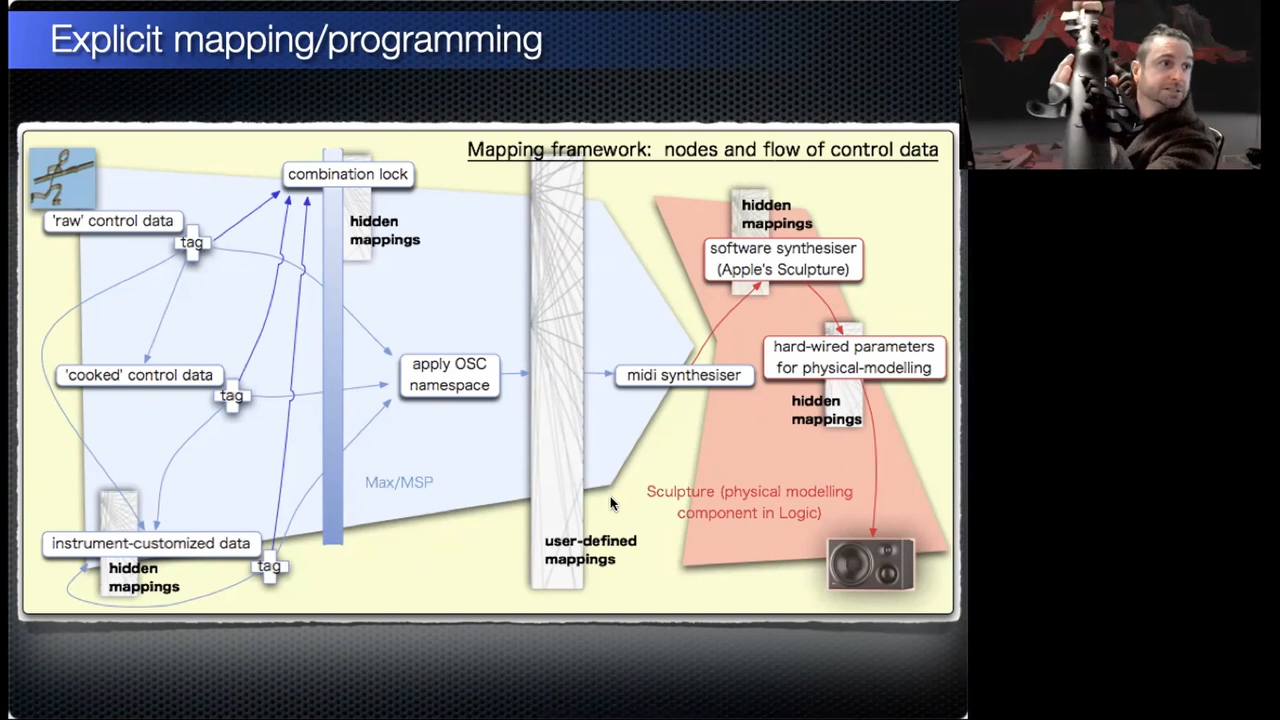 Explicit mapping/programming
Mapping framework: nodes and flow of control data
combination lock
'raw' control data
tag
hidden
mappings
hidden
mappings
software synthesiser
(Apple's Sculpture)
'cooked' control data
tag
apply OSC
namespace
midi synthesiser
hard-wired parameters
for physical-modelling
hidden
mappings
Max/MSP
Sculpture (physical modelling
component in Logic)
instrument-customized data
tag
hidden
mappings
user-defined
mappings